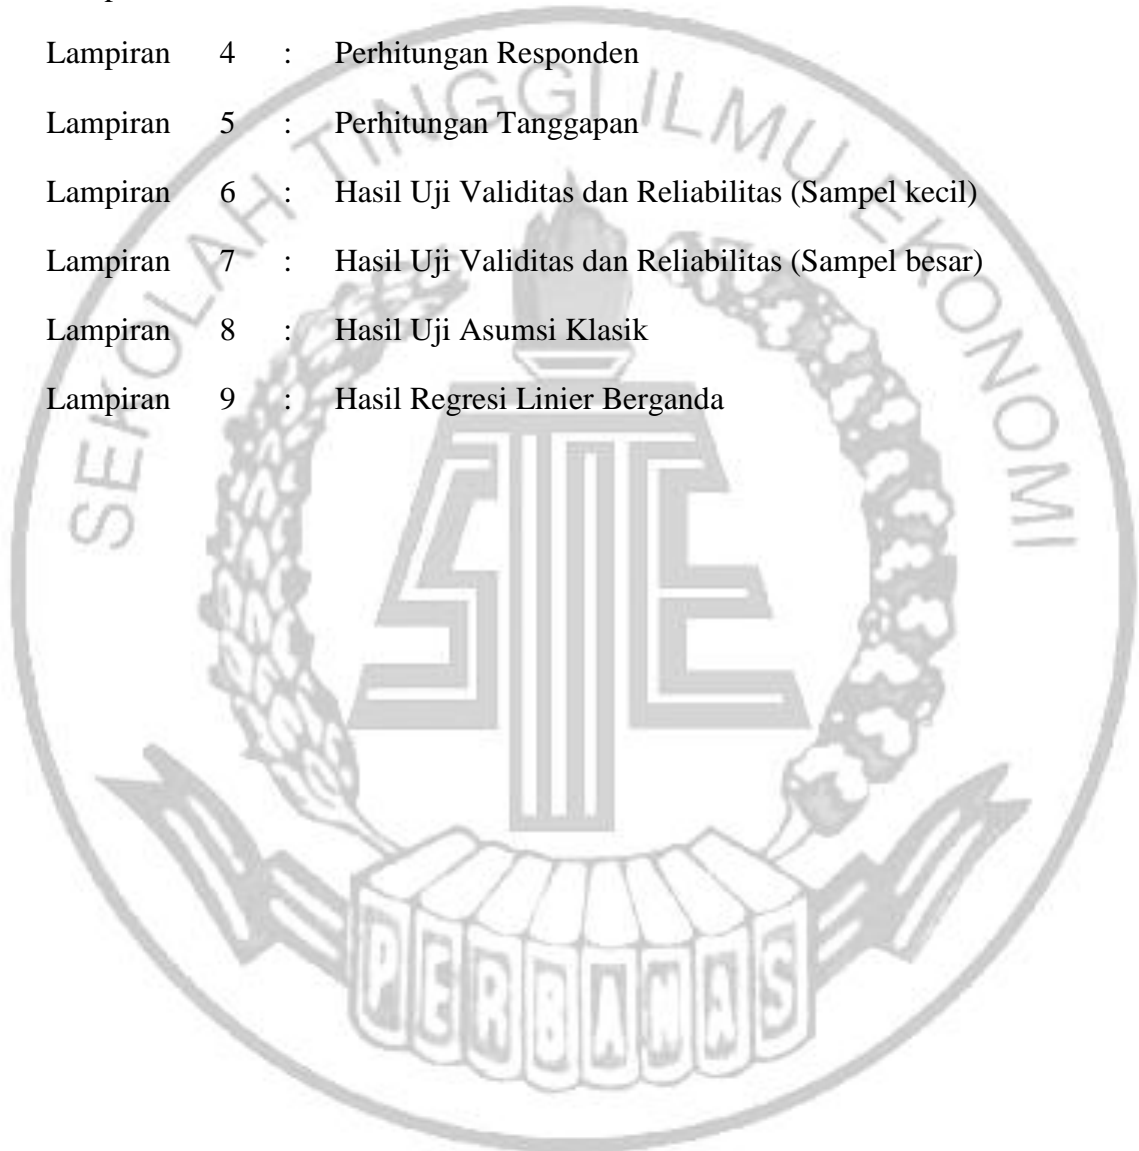 Lampiran 4 : Perhitungan Responden
Lampiran 5 : Perhitungan Tanggapan
Lampiran 6 : Hasil Uji Validitas dan Reliabilitas (Sampel kecil)
Lampiran 7 : Hasil Uji Validitas dan Reliabilitas (Sampel besar)
Lampiran 8 : Hasil Uji Asumsi Klasik
Lampiran 9 : Hasil Regresi Linier Berganda
SEKOLAH TINGGI ILMU EKONOMI
STIE
PERBANAS